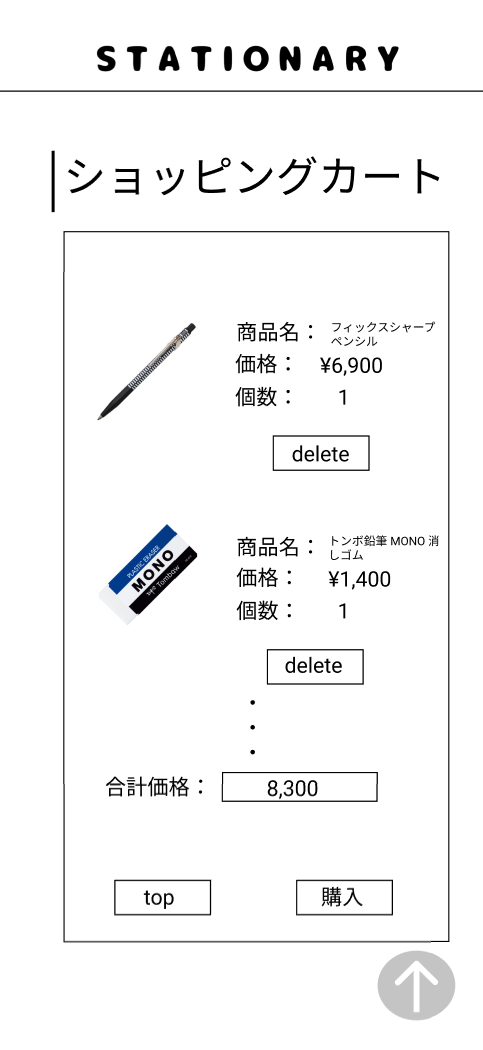 STATIONARY
ショッピングカート
商品名： フィックスシャープ
ペンシル
価格： ¥6,900
個数： 1
delete
PLASTIC ERASER
MONO
Tombow
商品名： トンボ鉛筆 MONO 消
しゴム
価格： ¥1,400
個数： 1
delete
・
・
・
合計価格： 8,300
top 購入